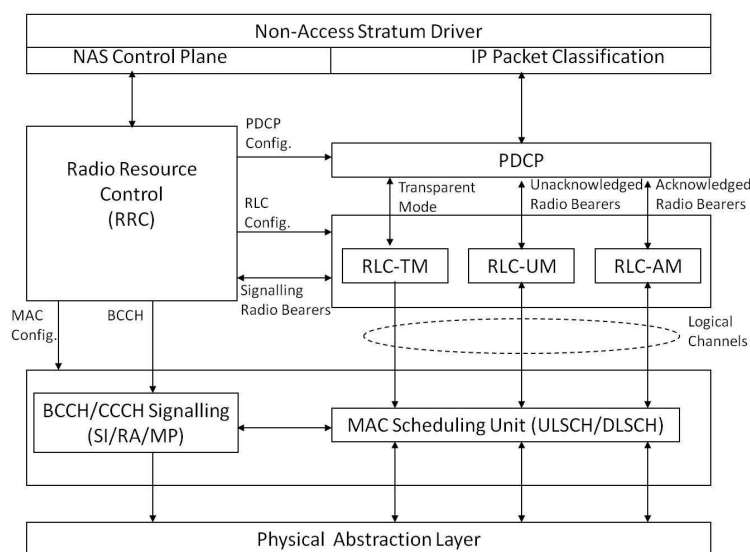 Non-Access Stratum Driver
NAS Control Plane
IP Packet Classification
PDCP
Config.
Radio Resource
Control
(RRC)
PDCP
Transparent
Mode
Unacknowledged
Radio Bearers
Acknowledged
Radio Bearers
RLC
Config.
RLC-TM
RLC-UM
RLC-AM
Signalling
Radio Bearers
MAC
Config.
BCCH
Logical
Channels
BCCH/CCCH Signalling
(SI/RA/MP)
MAC Scheduling Unit (ULSCH/DLSCH)
Physical Abstraction Layer